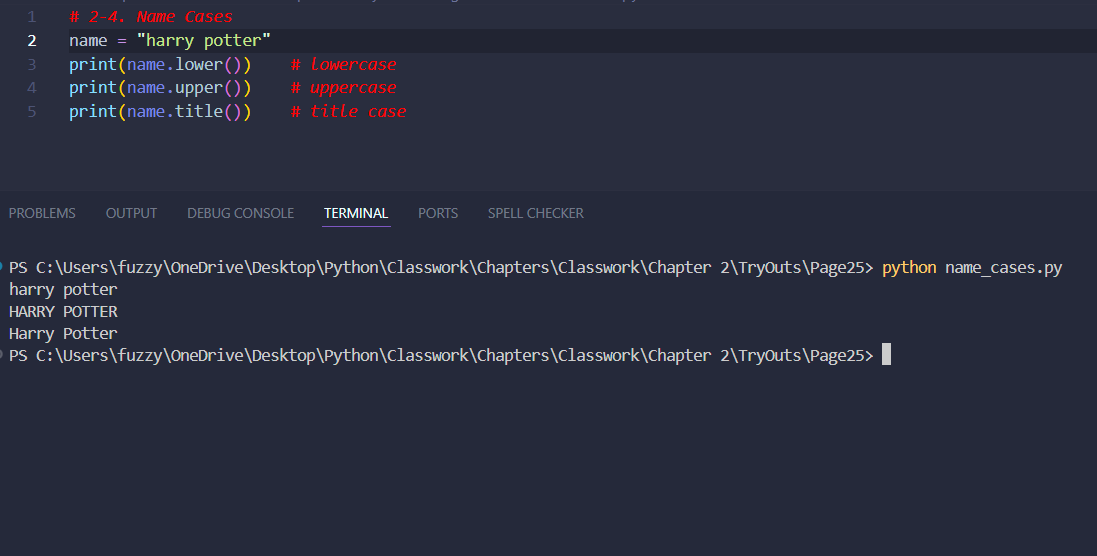 1 # 2-4. Name Cases
2 name = "harry potter"
3 print(name.lower())    # lowercase
4 print(name.upper())    # uppercase
5 print(name.title())    # title case
PROBLEMS OUTPUT DEBUG CONSOLE TERMINAL PORTS SPELL CHECKER
PS C:\Users\fuzzy\OneDrive\Desktop\Python\Classwork\Chapters\Classwork\Chapter 2\TryOuts\Page25> python name_cases.py
harry potter
HARRY POTTER
Harry Potter
PS C:\Users\fuzzy\OneDrive\Desktop\Python\Classwork\Chapters\Classwork\Chapter 2\TryOuts\Page25>